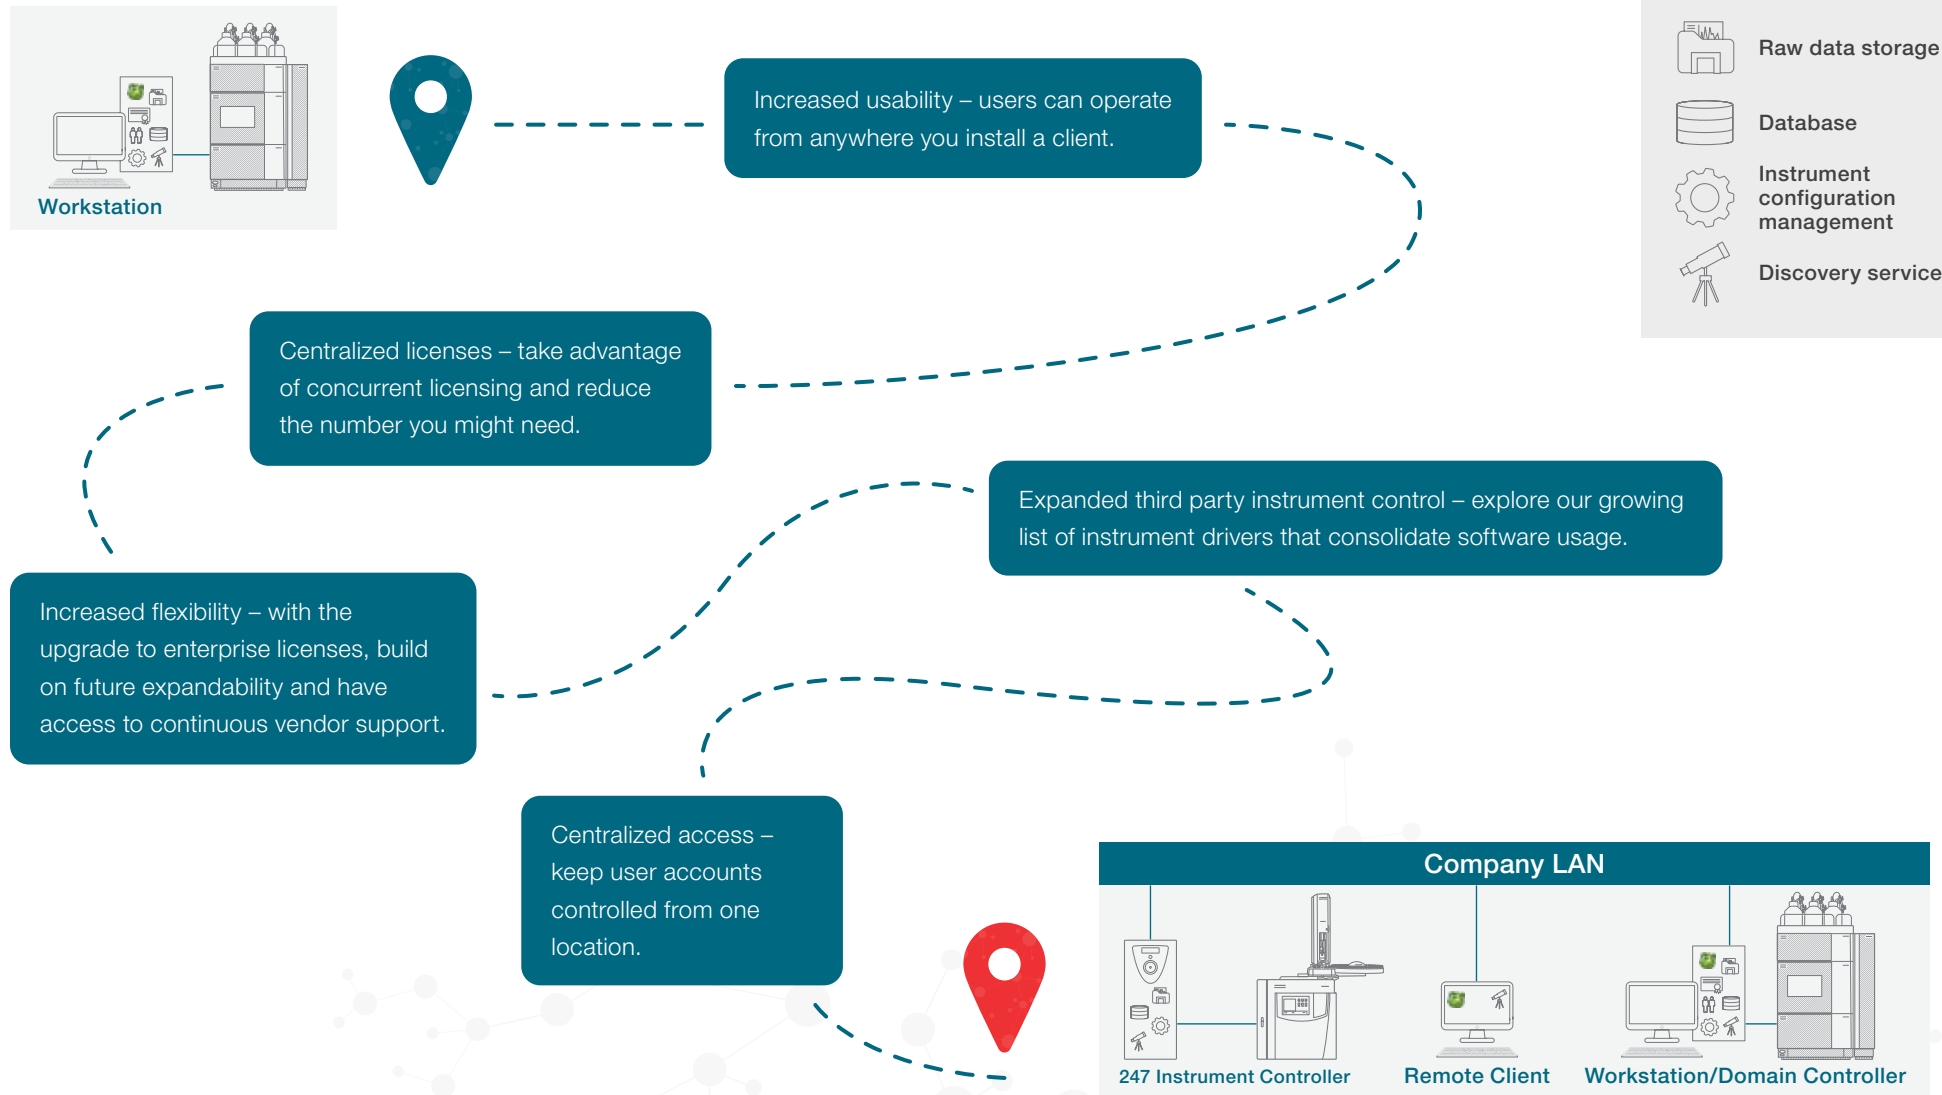 Workstation
Increased usability – users can operate
from anywhere you install a client.
Raw data storage
Database
Instrument
configuration
management
Discovery service
Centralized licenses – take advantage
of concurrent licensing and reduce
the number you might need.
Expanded third party instrument control – explore our growing
list of instrument drivers that consolidate software usage.
Increased flexibility – with the
upgrade to enterprise licenses, build
on future expandability and have
access to continuous vendor support.
Centralized access –
keep user accounts
controlled from one
location.
Company LAN
247 Instrument Controller
Remote Client
Workstation/Domain Controller